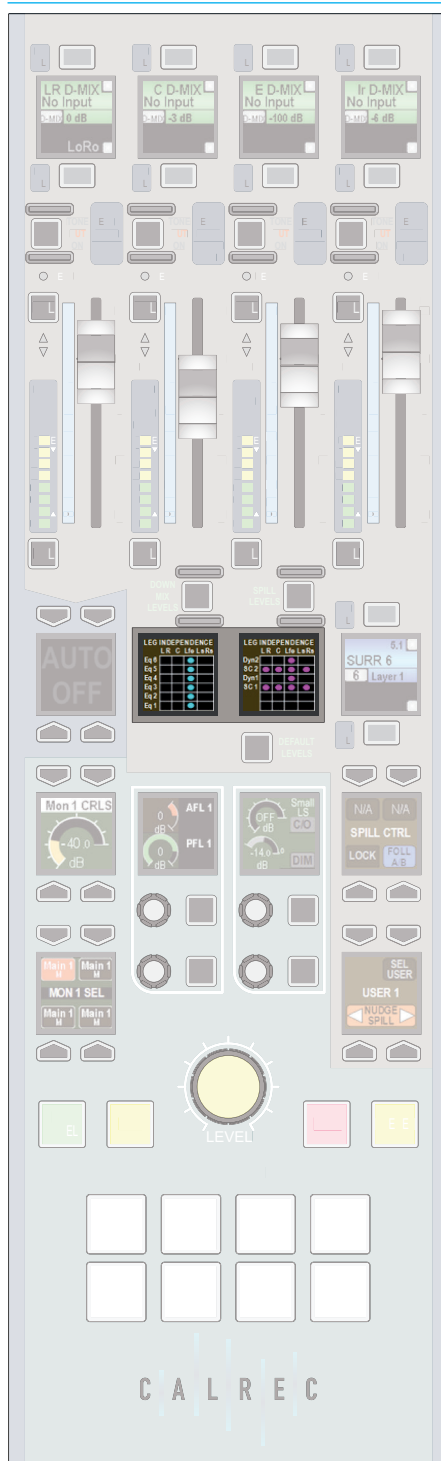 LR D-MIX
No Input
D-MIX 0 dB
LoRo
C D-MIX
No Input
D-MIX -3 dB
E D-MIX
No Input
D-MIX -100 dB
lr D-MIX
No Input
D-MIX -6 dB
DOWN
MIX
LEVELS
SPILL
LEVELS
AUTO
OFF
LEG INDEPENDENCE
LR C Lfe LsRs
Eq 6
Eq 5
Eq 4
Eq 3
Eq 2
Eq 1
LEG INDEPENDENCE
LR C Lfe LsRs
Dyn2
SC 2
Dyn1
SC 1
5.1
SURR 6
6 Layer 1
DEFAULT
LEVELS
Mon 1 CRLS
-40.0
dB
0
dB
AFL 1
0
dB
PFL 1
OFF
dB
Small
LS
C/O
-14.0
dB
DIM
N/A N/A
SPILL CTRL
LOCK
FOLL
A/B
Main 1
M
Main 1
M
MON 1 SEL
Main 1
M
Main 1
M
SEL
USER
USER 1
NUDGE
SPILL
LEVEL
CALREC